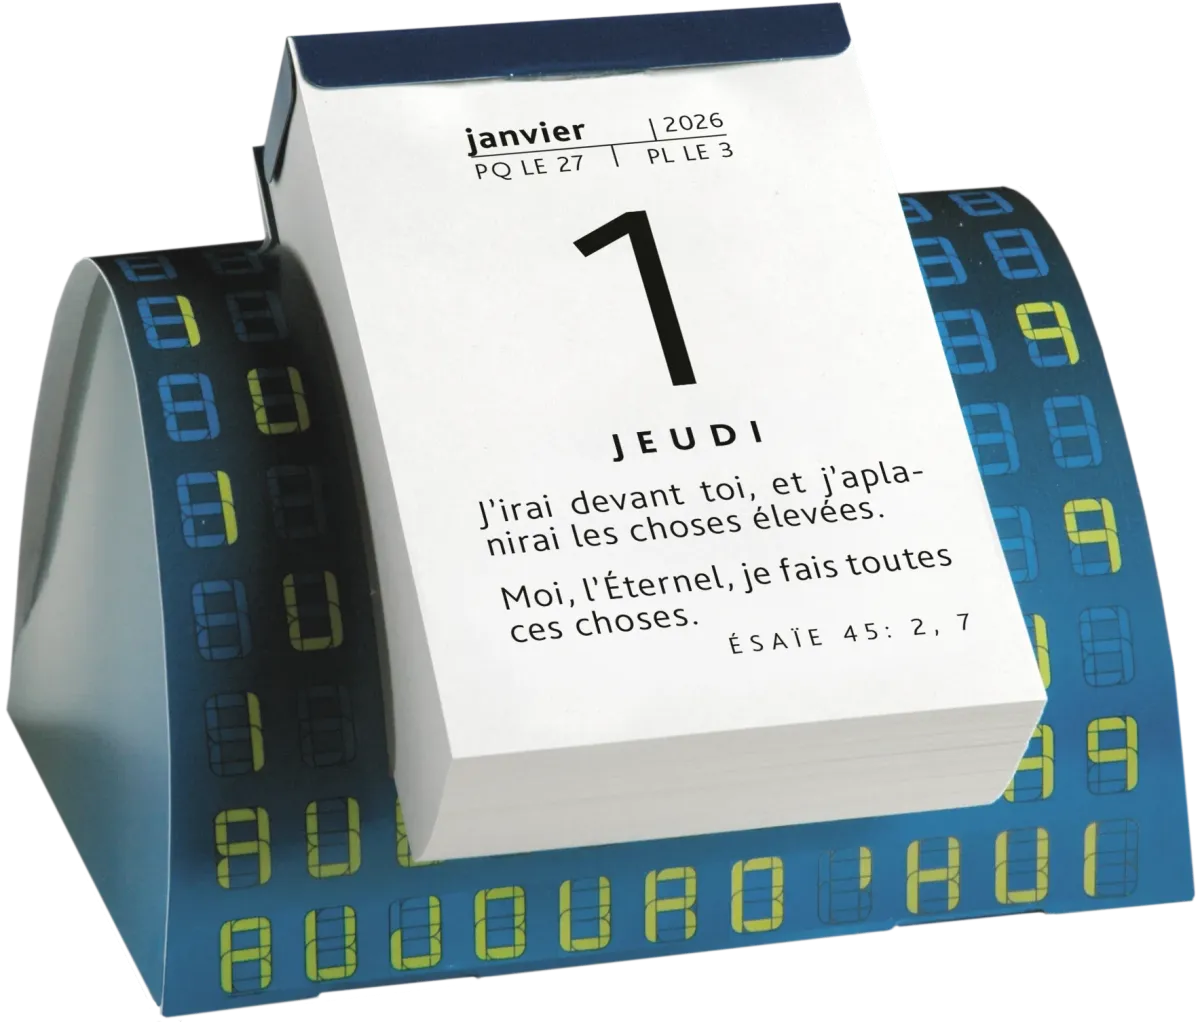 janvier | 2026
PQ LE 27 | PL LE 3
1
JEUDI
J'irai devant toi, et j'apla-
nirai les choses élevées.
Moi, l'Éternel, je fais toutes
ces choses.
ÉSAÏE 45: 2, 7
AUJOURD'HUI